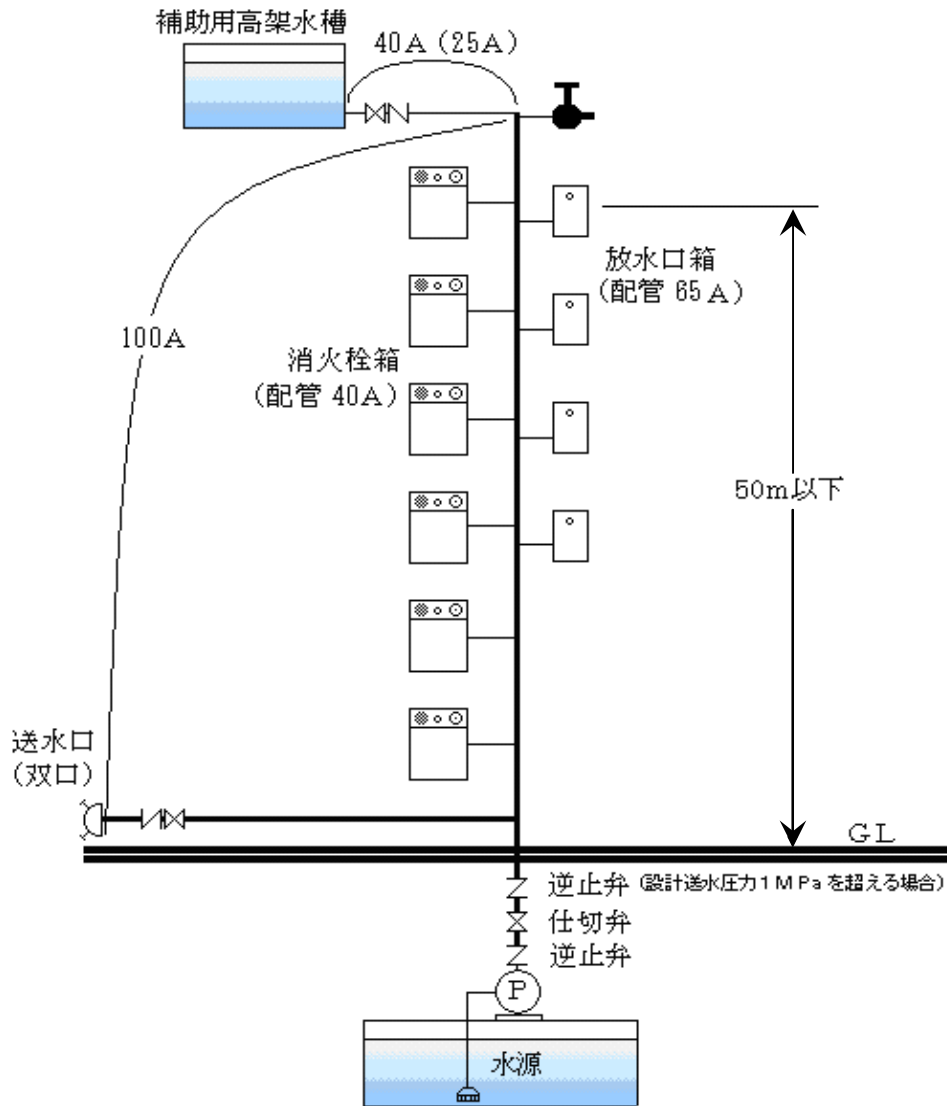 補助用高架水槽
40A（25A）
100A
放水口箱
(配管 65A)
消火栓箱
(配管 40A)
50m以下
送水口
(双口)
GL
逆止弁 (設計送水圧力１ＭＰaを超える場合)
仕切弁
逆止弁
P
水源